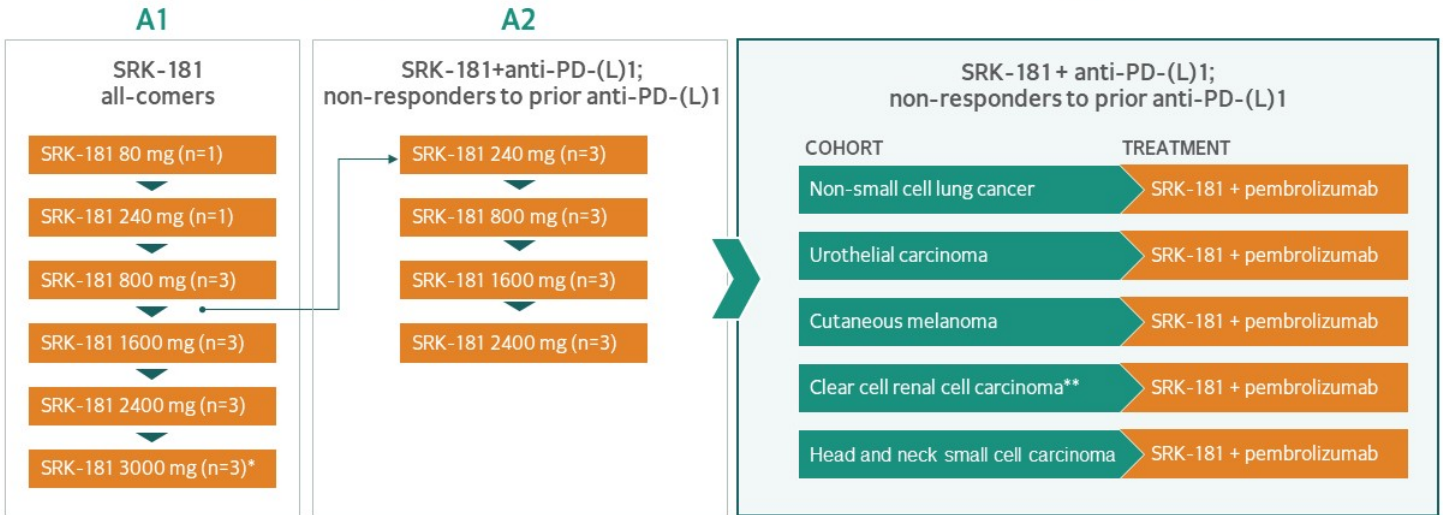 A1
SRK-181
all-comers
SRK-181 80 mg (n=1)
SRK-181 240 mg (n=1)
SRK-181 800 mg (n=3)
SRK-181 1600 mg (n=3)
SRK-181 2400 mg (n=3)
SRK-181 3000 mg (n=3)*
A2
SRK-181+anti-PD-(L)1;
non-responders to prior anti-PD-(L)1
SRK-181 240 mg (n=3)
SRK-181 800 mg (n=3)
SRK-181 1600 mg (n=3)
SRK-181 2400 mg (n=3)
SRK-181 + anti-PD-(L)1;
non-responders to prior anti-PD-(L)1
COHORT TREATMENT
Non-small cell lung cancer SRK-181 + pembrolizumab
Urothelial carcinoma SRK-181 + pembrolizumab
Cutaneous melanoma SRK-181 + pembrolizumab
Clear cell renal cell carcinoma** SRK-181 + pembrolizumab
Head and neck small cell carcinoma SRK-181 + pembrolizumab